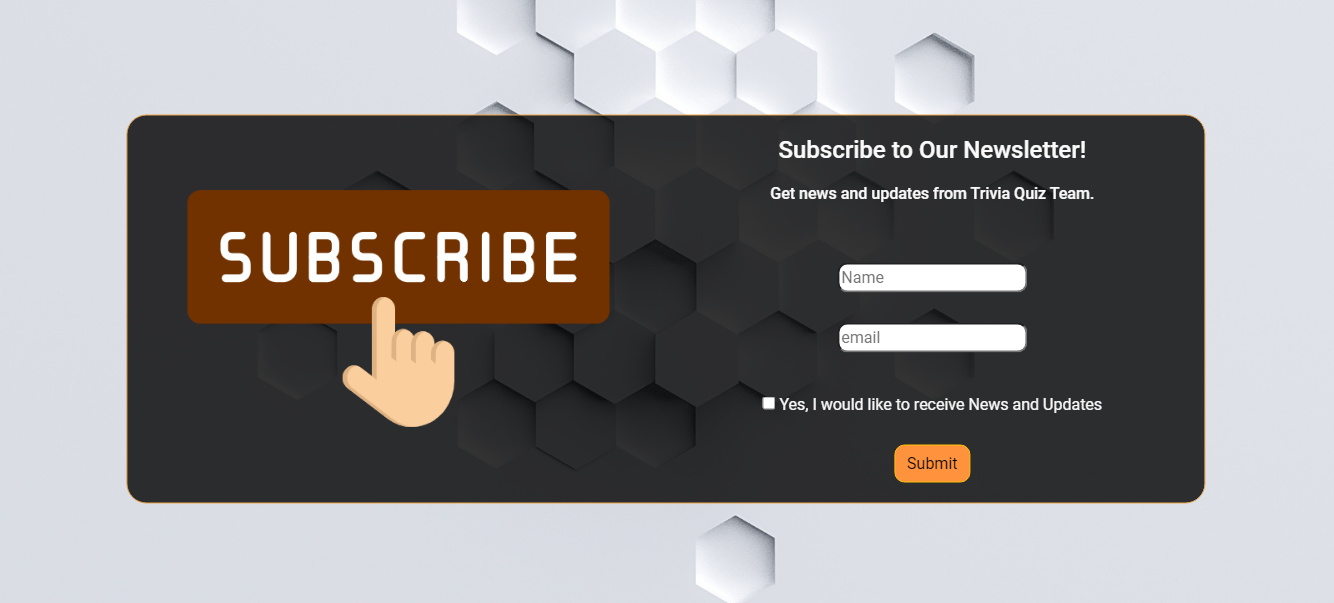 SUBSCRIBE
Subscribe to Our Newsletter!
Get news and updates from Trivia Quiz Team.
Name
email
Yes, I would like to receive News and Updates
Submit